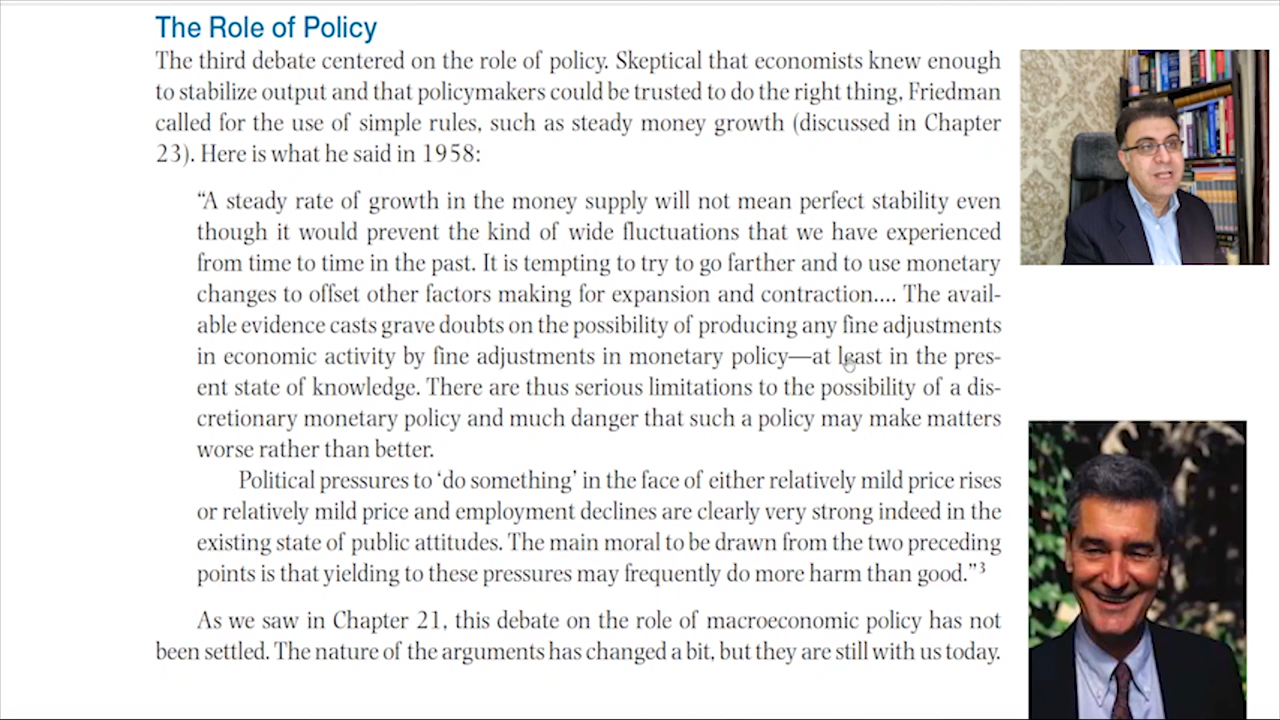 The Role of Policy
The third debate centered on the role of policy. Skeptical that economists knew enough
to stabilize output and that policymakers could be trusted to do the right thing, Friedman
called for the use of simple rules, such as steady money growth (discussed in Chapter
23). Here is what he said in 1958:
“A steady rate of growth in the money supply will not mean perfect stability even
though it would prevent the kind of wide fluctuations that we have experienced
from time to time in the past. It is tempting to try to go farther and to use monetary
changes to offset other factors making for expansion and contraction.... The avail-
able evidence casts grave doubts on the possibility of producing any fine adjustments
in economic activity by fine adjustments in monetary policy—at least in the pres-
ent state of knowledge. There are thus serious limitations to the possibility of a dis-
cretionary monetary policy and much danger that such a policy may make matters
worse rather than better.
Political pressures to ‘do something’ in the face of either relatively mild price rises
or relatively mild price and employment declines are clearly very strong indeed in the
existing state of public attitudes. The main moral to be drawn from the two preceding
points is that yielding to these pressures may frequently do more harm than good.”3
As we saw in Chapter 21, this debate on the role of macroeconomic policy has not
been settled. The nature of the arguments has changed a bit, but they are still with us today.